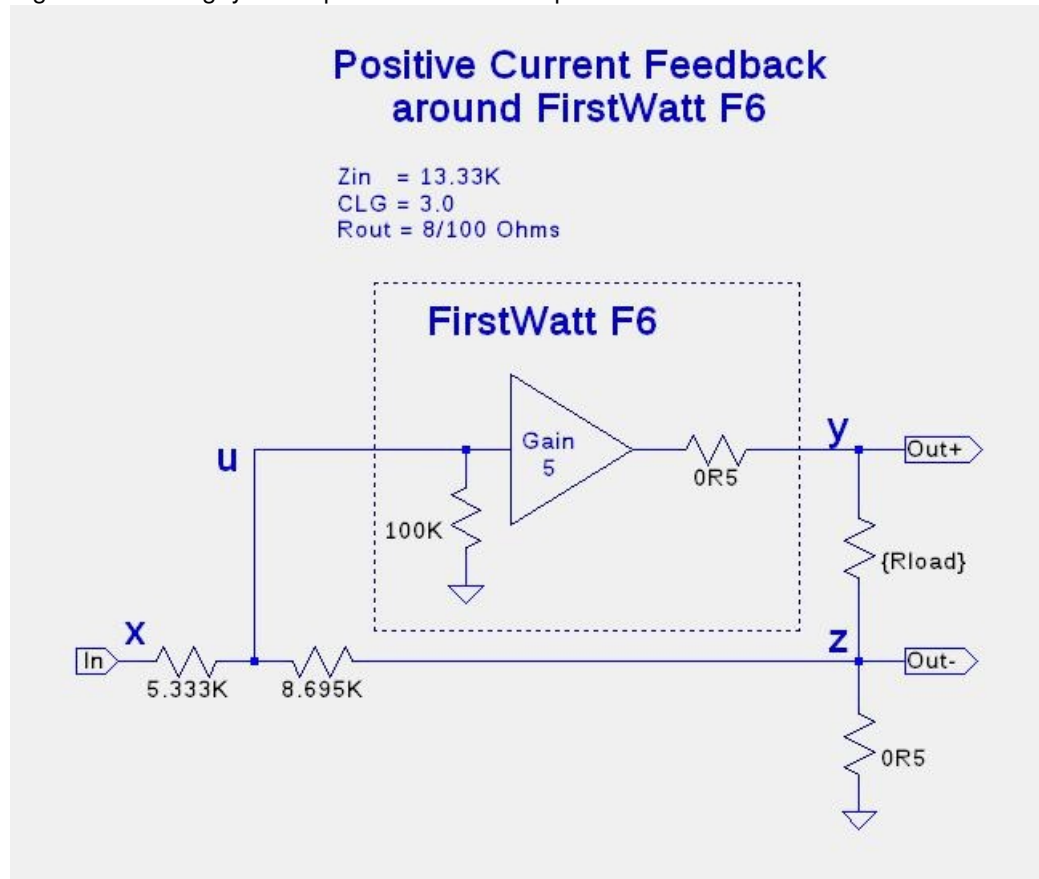 Positive Current Feedback
around FirstWatt F6
Zin = 13.33K
CLG = 3.0
Rout = 8/100 Ohms
FirstWatt F6
Gain
5
u
y
Out+
0R5
100K
{Rload}
x
z
In
Out-
5.333K
8.695K
0R5